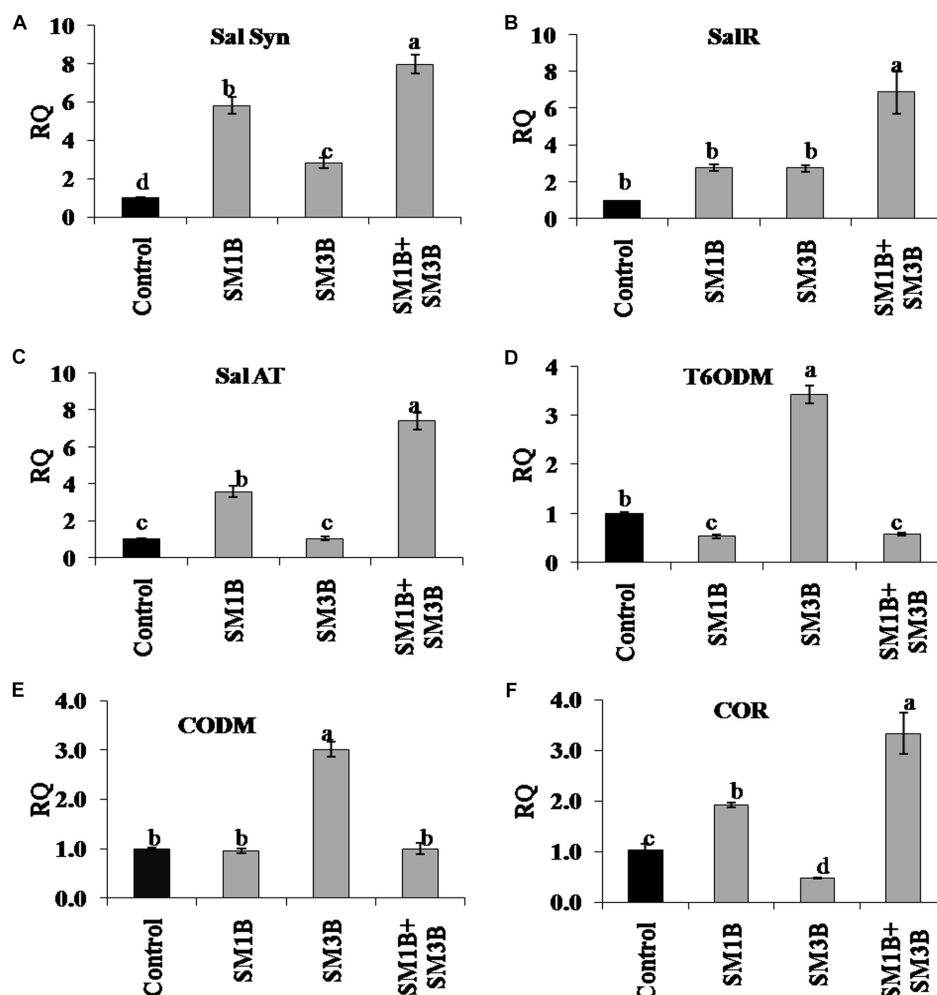 A
Sal Syn
RQ
10
8
6
4
2
0
d
b
c
a
Control
SM1B
SM3B
SM1B+
SM3B
B
SalR
RQ
10
8
6
4
2
0
b
b
b
a
Control
SM1B
SM3B
SM1B+
SM3B
C
Sal AT
RQ
10
8
6
4
2
0
c
b
c
a
Control
SM1B
SM3B
SM1B+
SM3B
D
T6ODM
RQ
4
3
2
1
0
b
c
a
c
Control
SM1B
SM3B
SM1B+
SM3B
E
CODM
RQ
4.0
3.0
2.0
1.0
0.0
b
b
a
b
Control
SM1B
SM3B
SM1B+
SM3B
F
COR
RQ
4.0
3.0
2.0
1.0
0.0
c
b
d
a
Control
SM1B
SM3B
SM1B+
SM3B